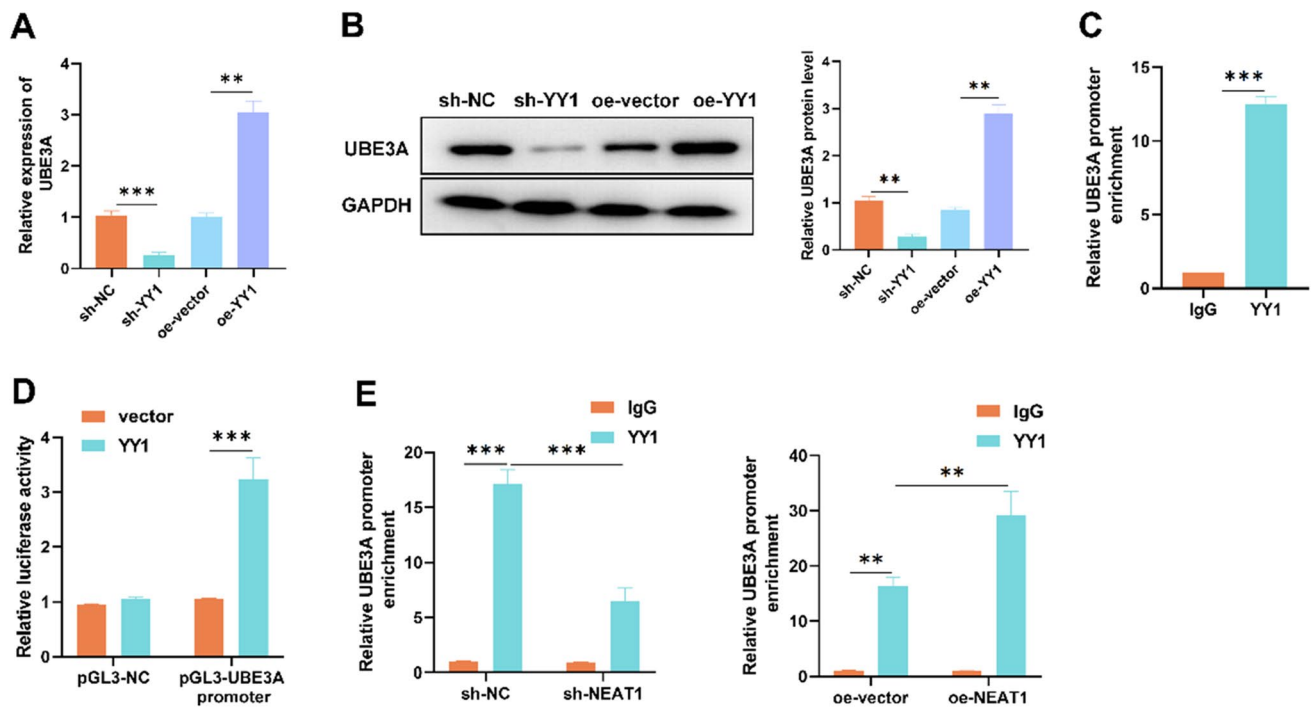 A
Relative expression of
UBE3A
4
3
2
1
0
***
**
sh-NC
sh-YY1
oe-vector
oe-YY1
B
sh-NC sh-YY1 oe-vector oe-YY1
UBE3A
GAPDH
Relative UBE3A protein level
4
3
2
1
0
**
**
sh-NC
sh-YY1
oe-vector
oe-YY1
C
Relative UBE3A promoter
enrichment
15
10
5
0
***
IgG YY1
D
vector
YY1
Relative luciferase activity
4
3
2
1
0
***
pGL3-NC pGL3-UBE3A
promoter
E
IgG
YY1
Relative UBE3A promoter
enrichment
20
15
10
5
0
*** ***
sh-NC sh-NEAT1
IgG
YY1
Relative UBE3A promoter
enrichment
40
30
20
10
0
**
**
oe-vector oe-NEAT1